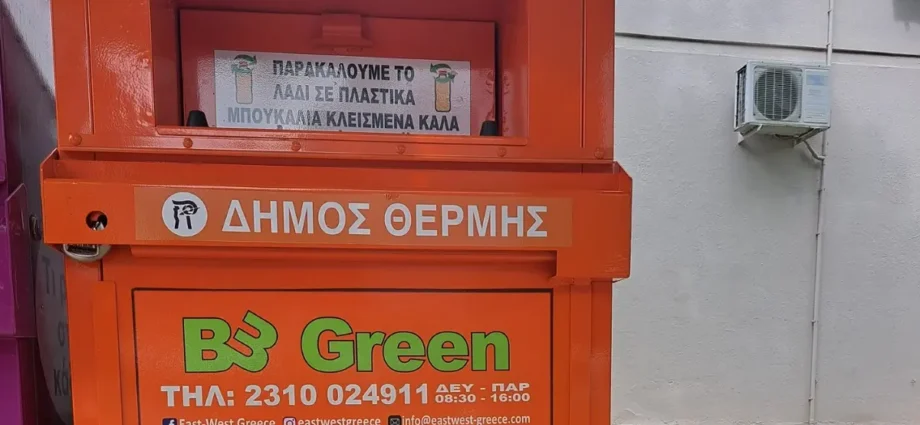 ΠΑΡΑΚΑΛΟΥΜΕ ΤΟ
ΛΑΔΙ ΣΕ ΠΛΑΣΤΙΚΑ
ΜΠΟΥΚΑΛΙΑ ΚΛΕΙΣΜΕΝΑ ΚΑΛΑ
ΔΗΜΟΣ ΘΕΡΜΗΣ
Green
ΤΗΛ: 2310 024911 ΔΕΥ - ΠΑΡ
08:30 - 16:00
East-West Greece eastwestgreece info@eastwest-greece.com